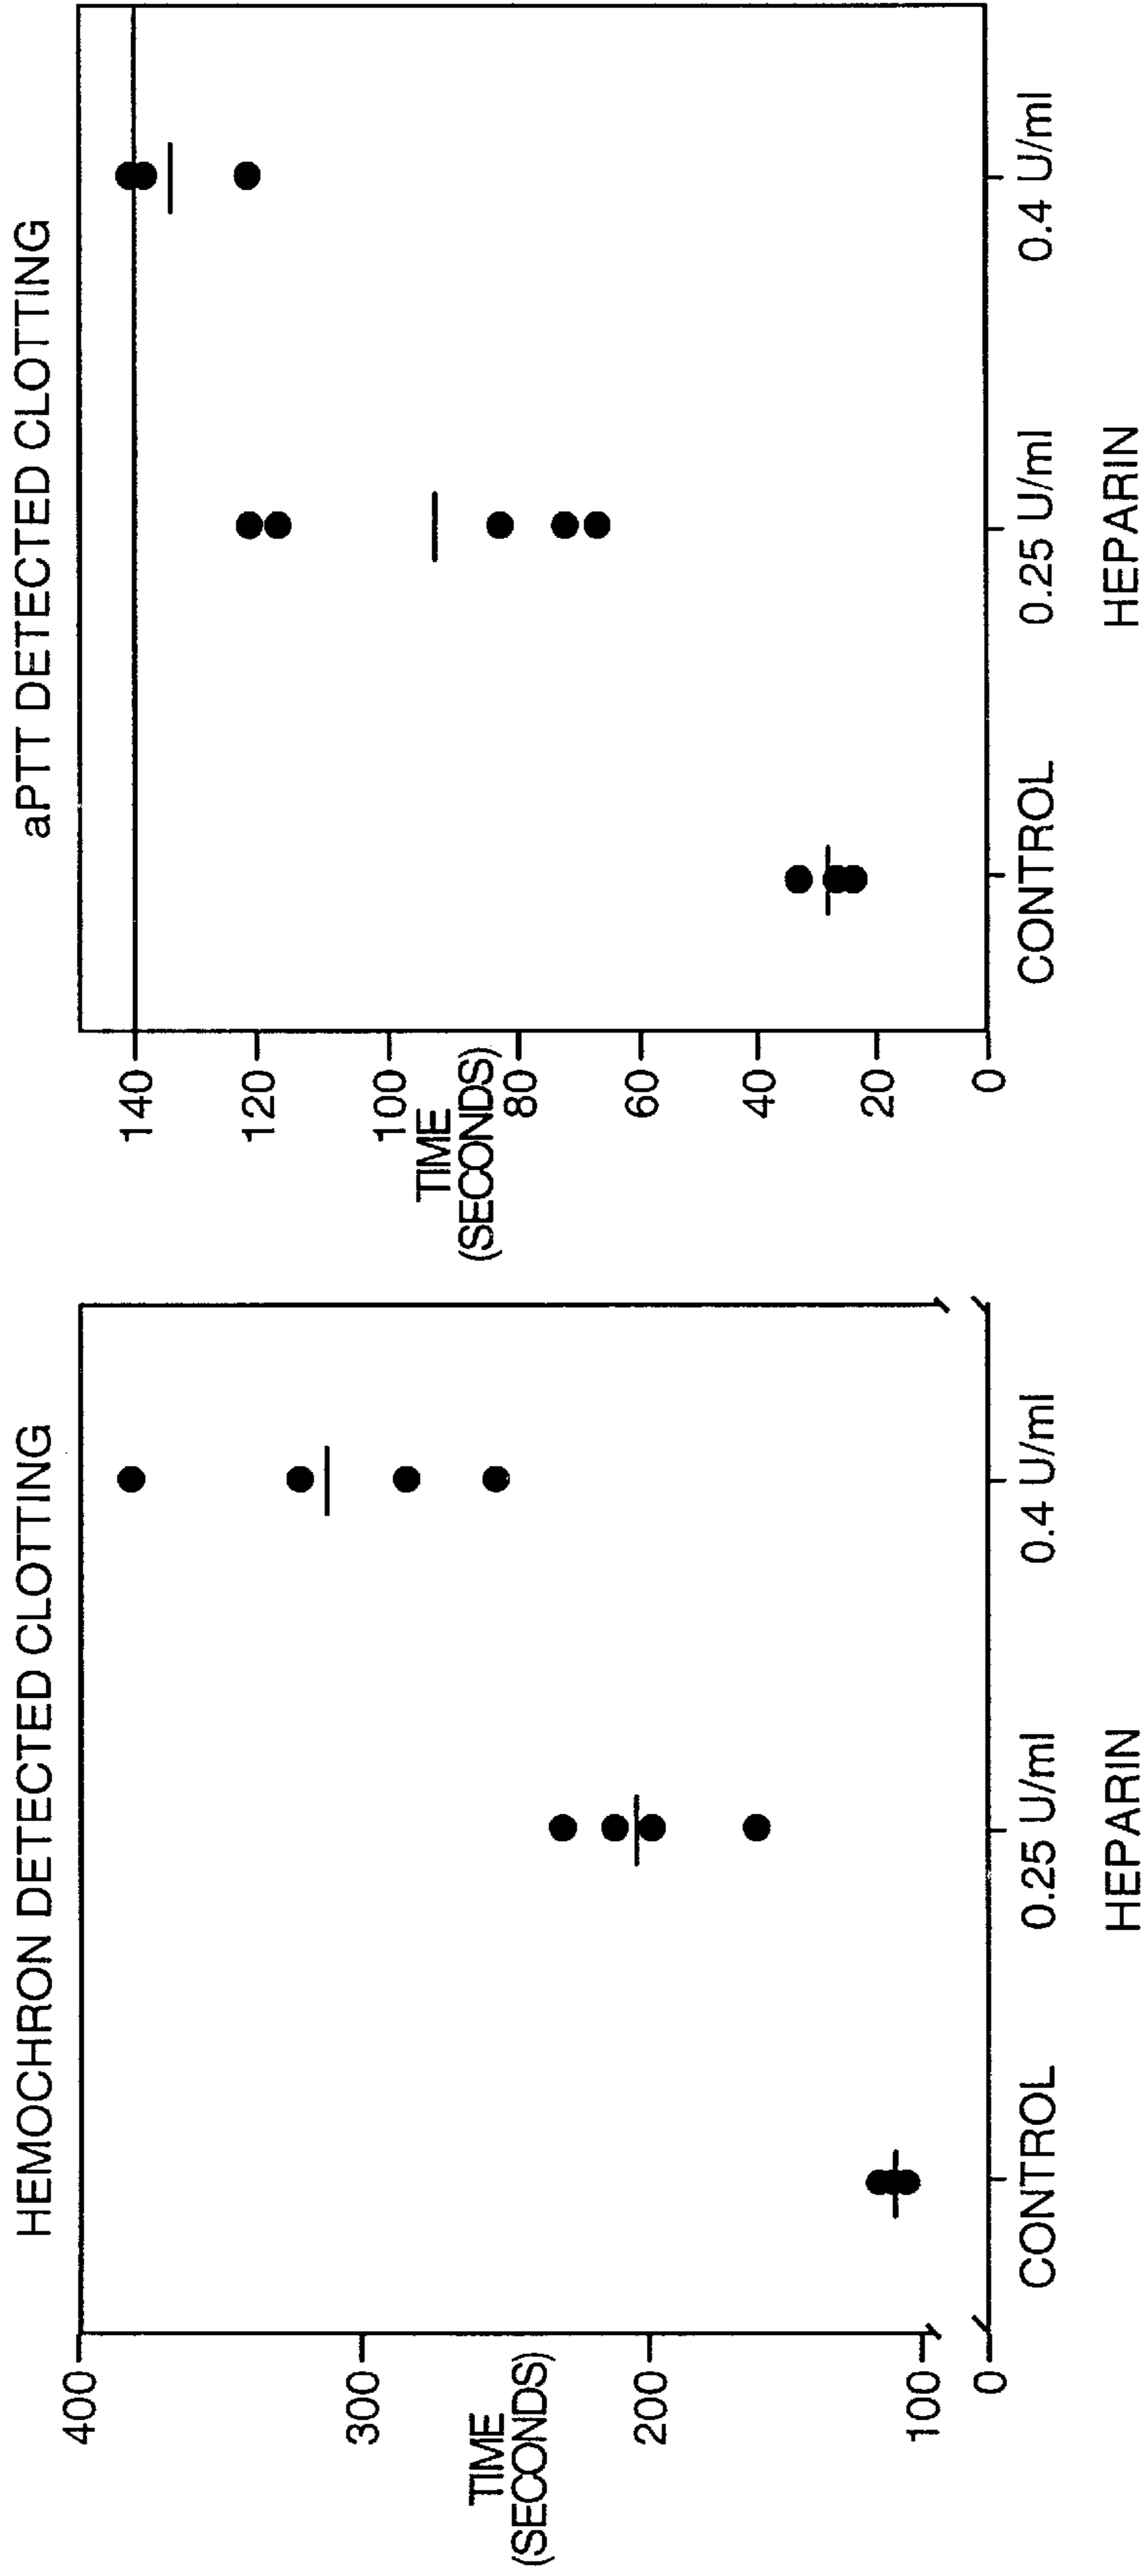 HEMOCHRON DETECTED CLOTTING
400
300
200
100
0
TIME
(SECONDS)
CONTROL
0.25 U/ml
0.4 U/ml
HEPARIN
aPTT DETECTED CLOTTING
140
120
100
80
60
40
20
0
TIME
(SECONDS)
CONTROL
0.25 U/ml
0.4 U/ml
HEPARIN